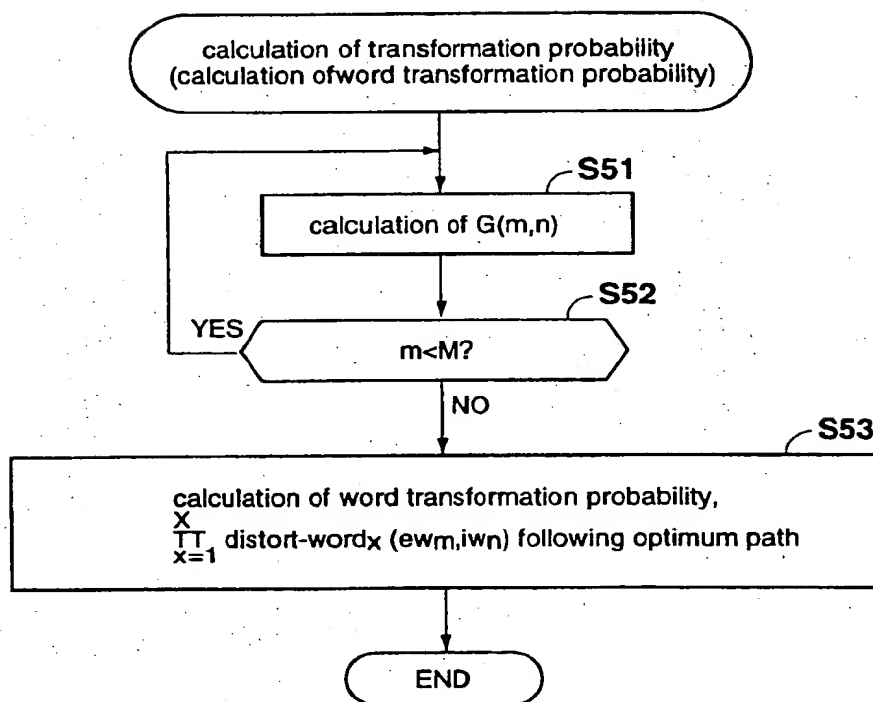 calculation of transformation probability
(calculation ofword transformation probability)
S51
calculation of G(m,n)
S52
YES
m<M?
NO
S53
calculation of word transformation probability,
X
TT distort-wordx (ewm,iwn) following optimum path
x=1
END